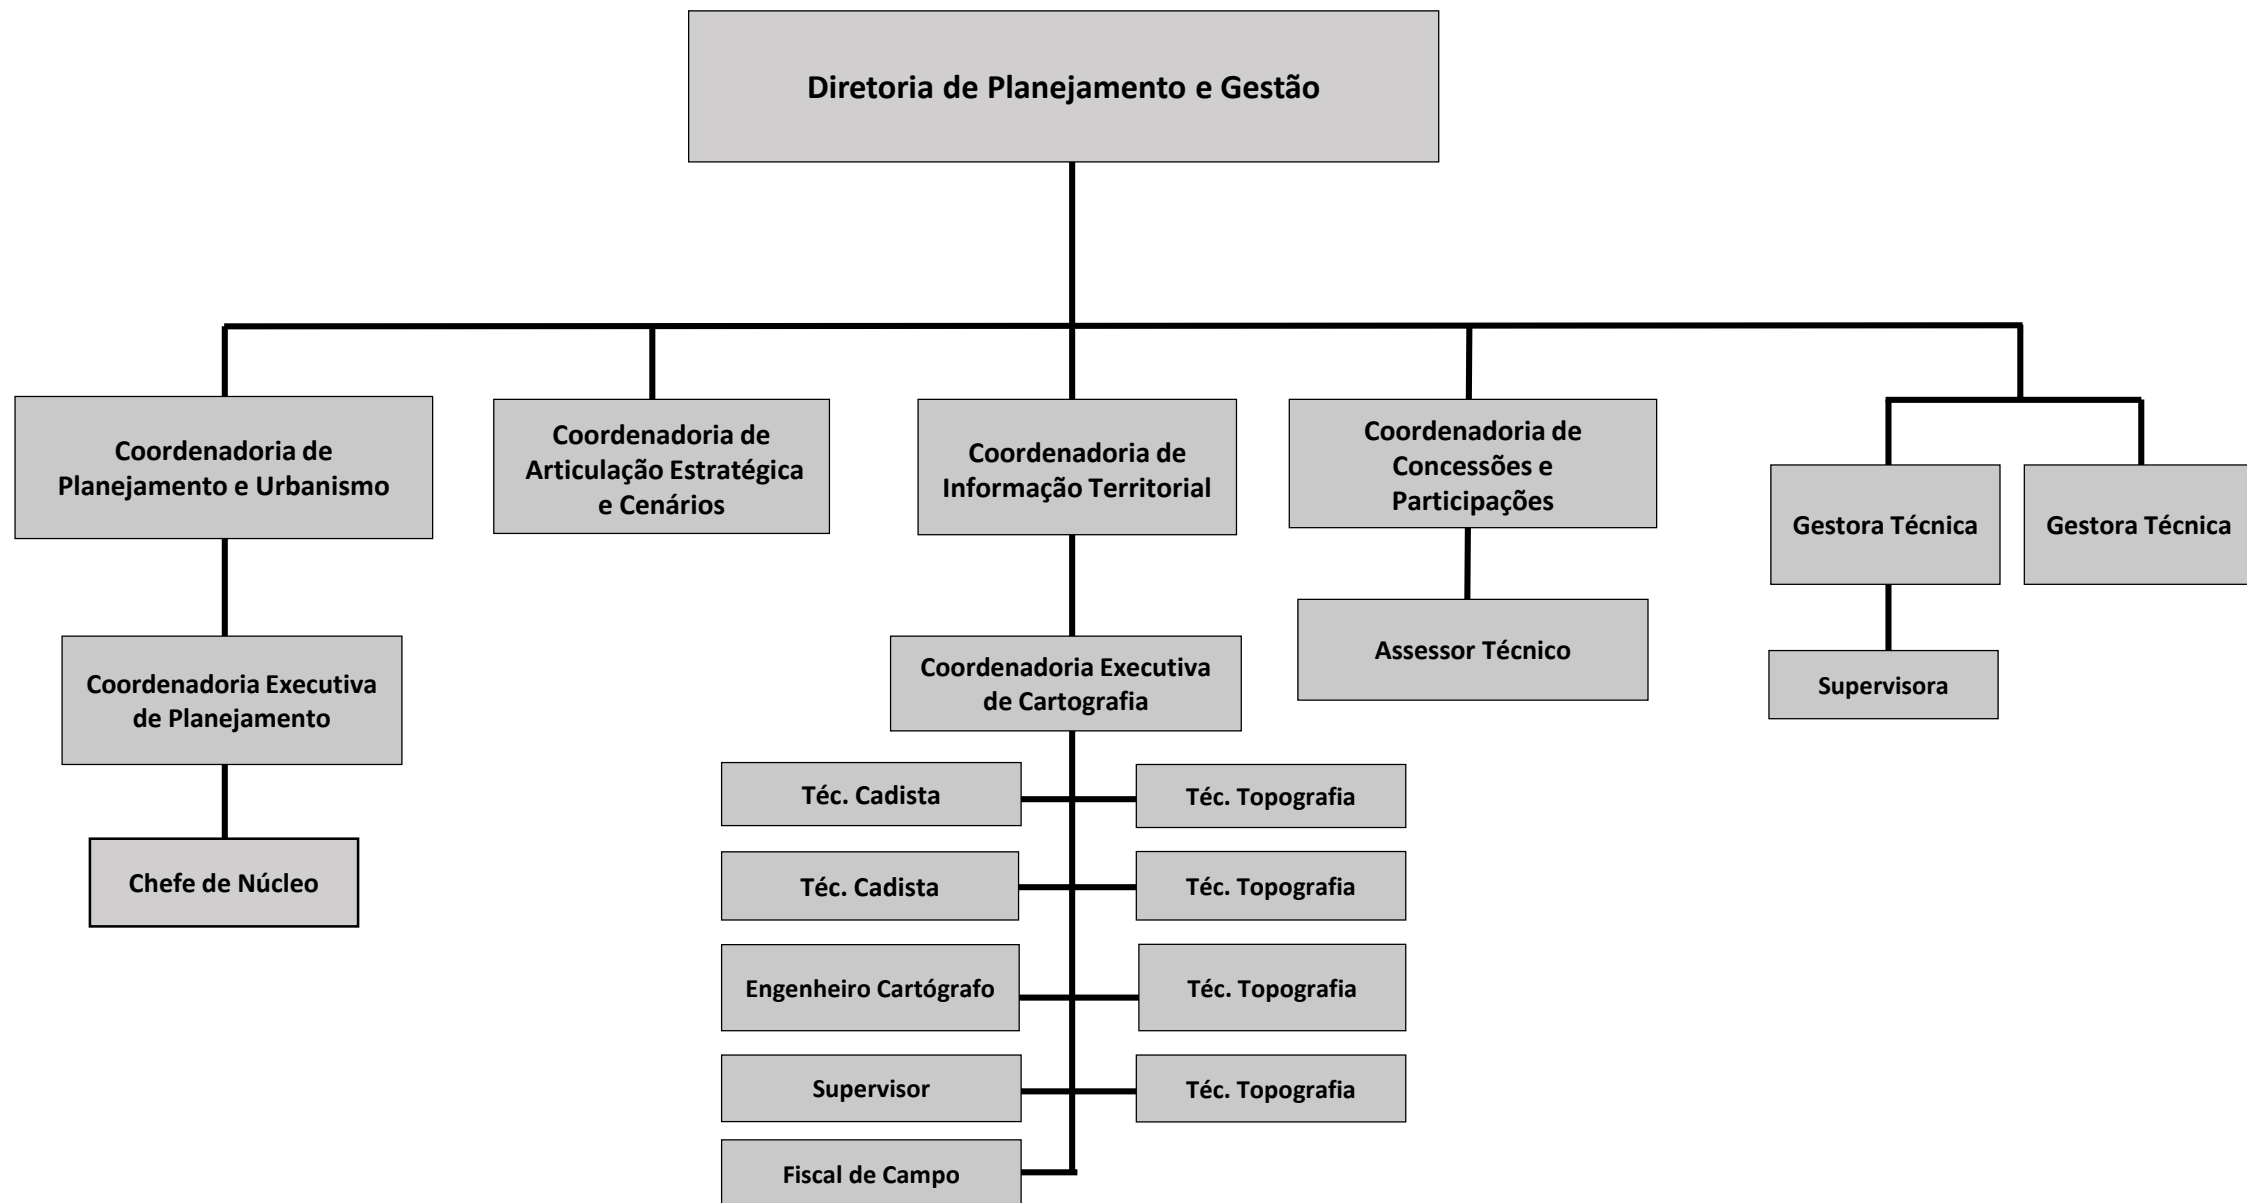 Diretoria de Planejamento e Gestão
Coordenadoria de
Planejamento e Urbanismo
Coordenadoria de
Articulação Estratégica
e Cenários
Coordenadoria de
Informação Territorial
Coordenadoria de
Concessões e
Participações
Gestora Técnica
Gestora Técnica
Coordenadoria Executiva
de Planejamento
Coordenadoria Executiva
de Cartografia
Assessor Técnico
Supervisora
Téc. Cadista
Téc. Topografia
Chefe de Núcleo
Téc. Cadista
Téc. Topografia
Engenheiro Cartógrafo
Téc. Topografia
Supervisor
Téc. Topografia
Fiscal de Campo